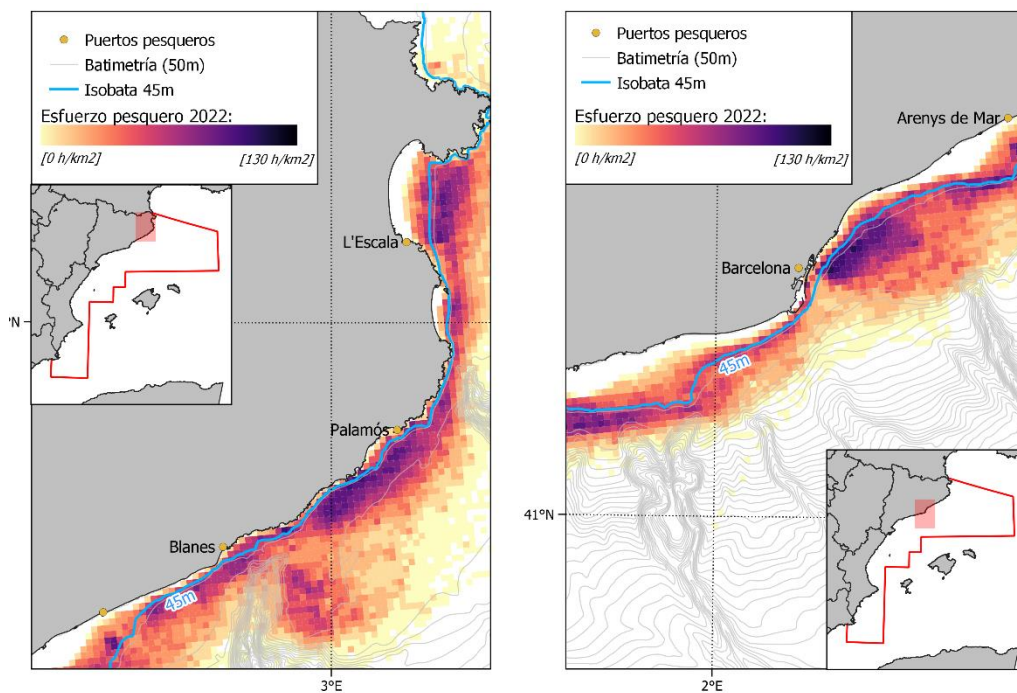 Puertos pesqueros
Batimetría (50m)
Isobata 45m
Esfuerzo pesquero 2022:
[0 h/km2]
[130 h/km2]
L'Escala
°N
Palamós
Blanes
45m
3°E
Puertos pesqueros
Batimetría (50m)
Isobata 45m
Esfuerzo pesquero 2022:
[0 h/km2]
[130 h/km2]
Arenys de Mar
Barcelona
45m
41°N
2°E